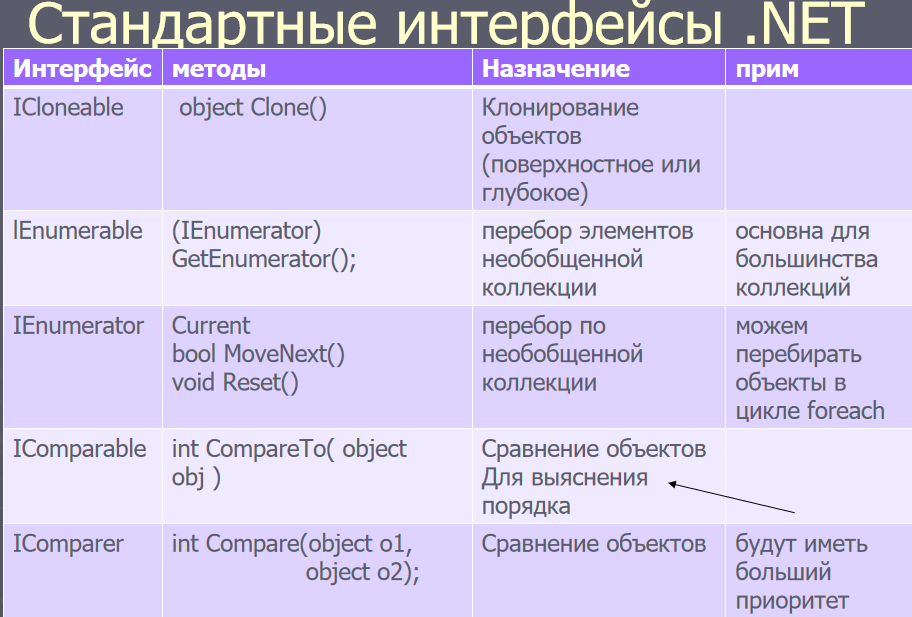 Стандартные интерфейсы .NET
Интерфейс методы Назначение прим
ICloneable object Clone() Клонирование
объектов
(поверхностное или
глубокое)
lEnumerable (IEnumerator) перебор элементов основна для
GetEnumerator(); необобщенной большинства
коллекции коллекций
IEnumerator Current перебор по можем
bool MoveNext() необобщенной перебирать
void Reset() коллекции объекты в
цикле foreach
IComparable int CompareTo( object Сравнение объектов
obj ) Для выяснения
порядка
IComparer int Compare(object o1, Сравнение объектов будут иметь
object o2); больший
приоритет